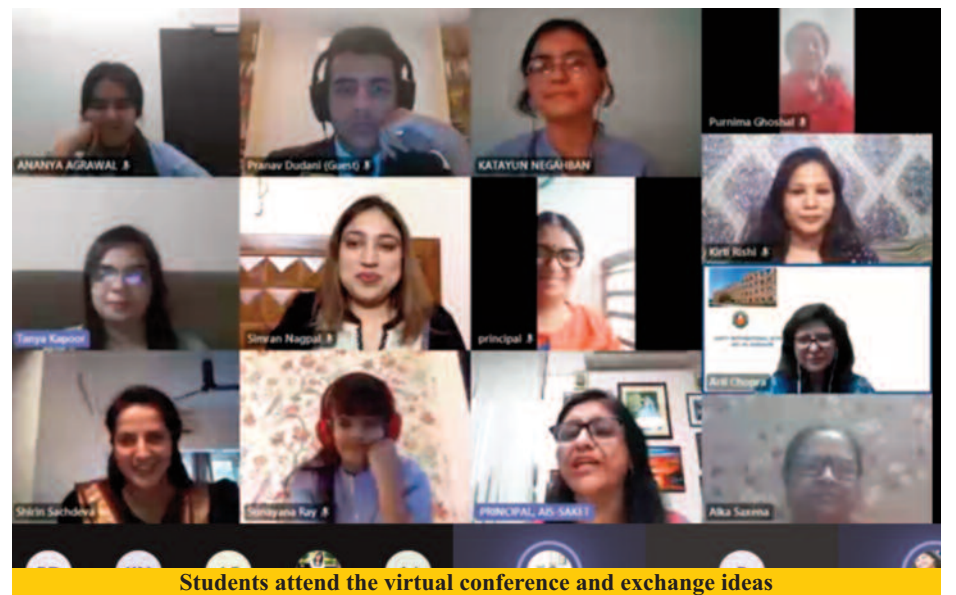 ANANYA AGRAWAL
Pranav Dudani (Guest)
KATAYUN NEGAHBAN
Purnima Ghoshal
Kirti Rishi
Tanya Kapoor
Simran Nagpal
principal
Arti Chopra
Shirin Sachdeva
Sunayana Ray
PRINCIPAL, AIS-SAKET
Alka Saxena
Students attend the virtual conference and exchange ideas